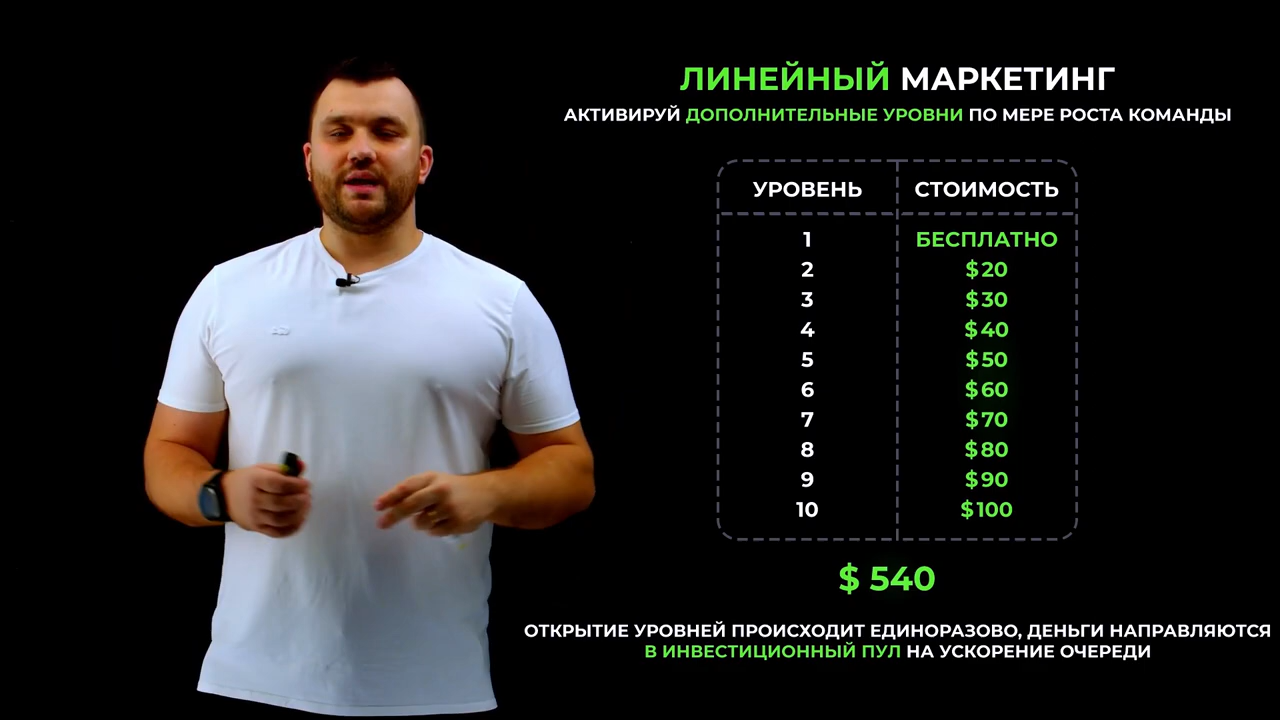 ЛИНЕЙНЫЙ МАРКЕТИНГ
АКТИВИРУЙ ДОПОЛНИТЕЛЬНЫЕ УРОВНИ ПО МЕРЕ РОСТА КОМАНДЫ
УРОВЕНЬ СТОИМОСТЬ
1 БЕСПЛАТНО
2 $20
3 $30
4 $40
5 $50
6 $60
7 $70
8 $80
9 $90
10 $100
$ 540
ОТКРЫТИЕ УРОВНЕЙ ПРОИСХОДИТ ЕДИНОРАЗОВО, ДЕНЬГИ НАПРАВЛЯЮТСЯ
В ИНВЕСТИЦИОННЫЙ ПУЛ НА УСКОРЕНИЕ ОЧЕРЕДИ